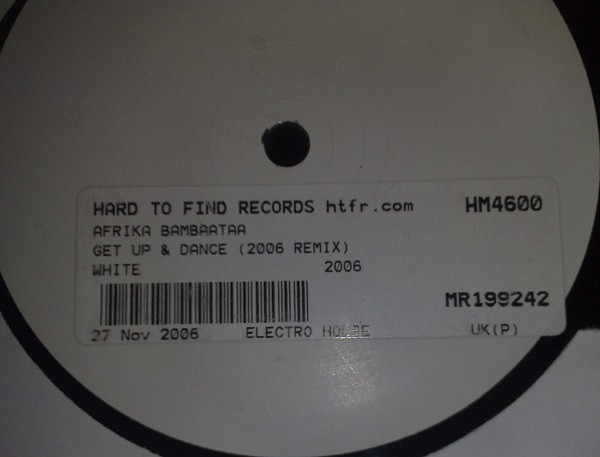 HARD TO FIND RECORDS htfr.com HM4600
AFRIKA BAMBAATAA
GET UP & DANCE (2006 REMIX)
WHITE 2006
MR199242
27 Nov 2006 ELECTRO HOUSE UK(P)